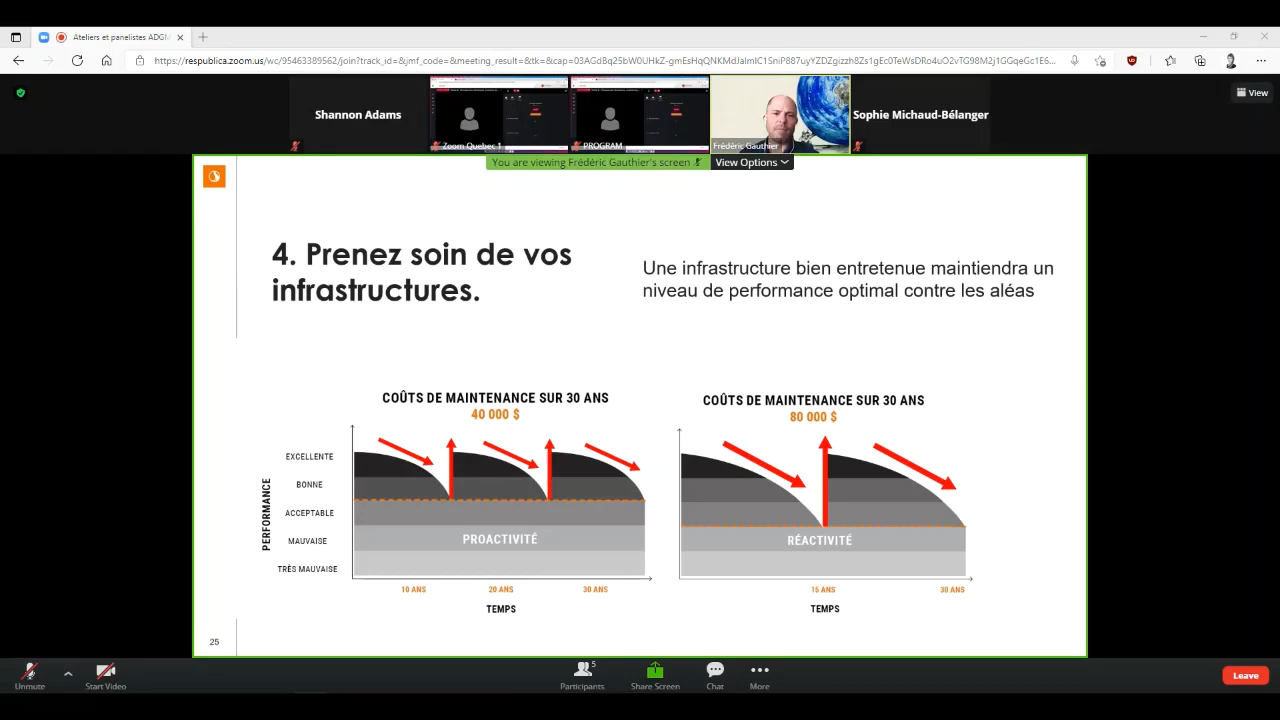 Ateliers et panelistes ADGM
https://respublica.zoom.us/wc/95463389562/join?track_id=&jmf_code=&meeting_result=&tk=&cap=03AGdBq25bW0UHkZ-gmEsHqQNKMdJaImIC1SniP887uyYZDZgizzh8Zs1gEc0TeWsDRo4uO2vTG98M2j1GGqeGc1E6...
Shannon Adams
Zoom Quebec 1
PROGRAM
Frédéric Gauthier
Sophie Michaud-Bélanger
View
You are viewing Frédéric Gauthier's screen
View Options
4. Prenez soin de vos
infrastructures.
Une infrastructure bien entretenue maintiendra un
niveau de performance optimal contre les aléas
COÛTS DE MAINTENANCE SUR 30 ANS
40 000 $
PERFORMANCE
EXCELLENTE
BONNE
ACCEPTABLE
MAUVAISE
TRÈS MAUVAISE
PROACTIVITÉ
10 ANS
20 ANS
30 ANS
TEMPS
COÛTS DE MAINTENANCE SUR 30 ANS
80 000 $
RÉACTIVITÉ
15 ANS
30 ANS
TEMPS
25
Unmute
Start Video
Participants
5
Share Screen
Chat
More
Leave